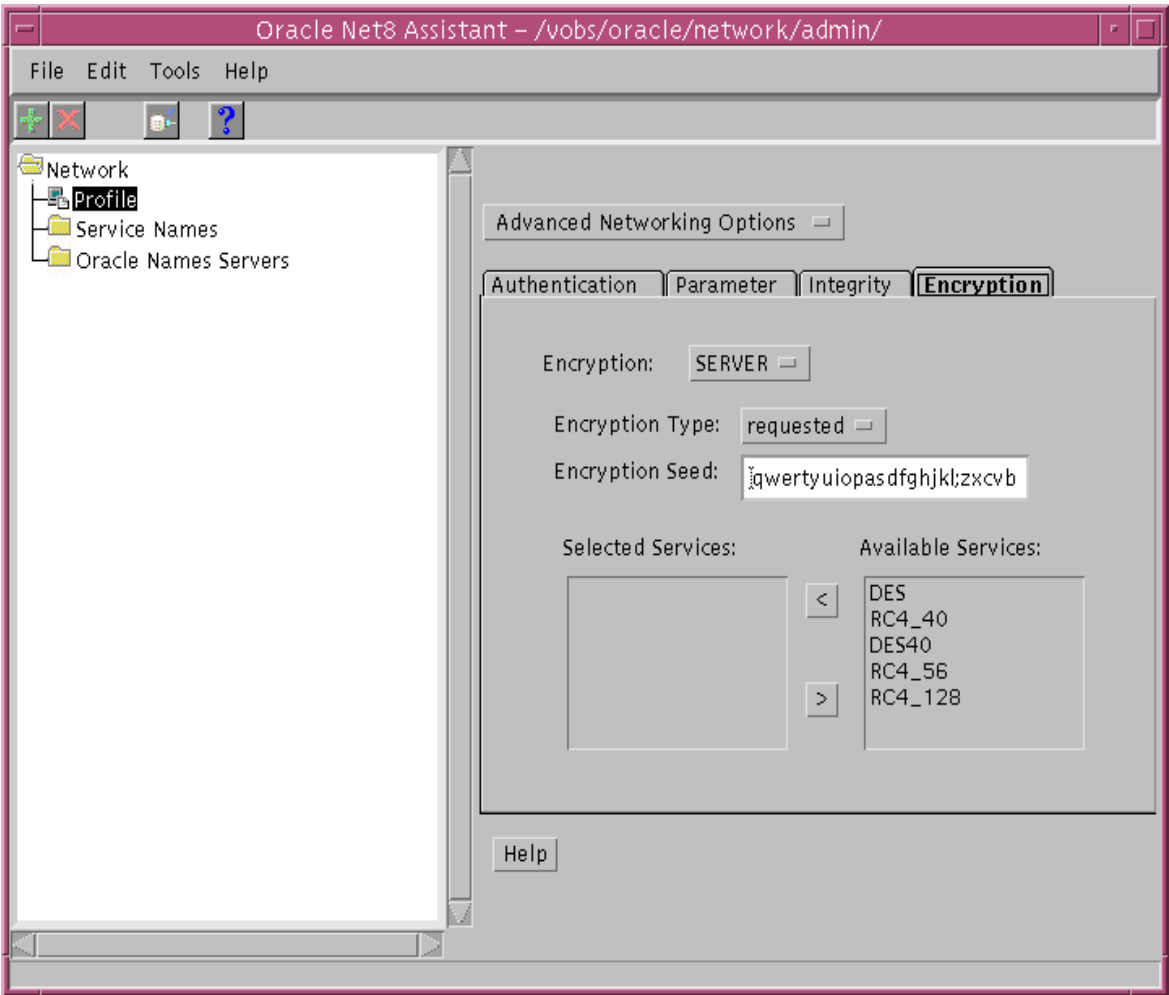 Oracle Net8 Assistant – /vobs/oracle/network/admin/
File Edit Tools Help
?
Network
Profile
Service Names
Oracle Names Servers
Advanced Networking Options
Authentication Parameter Integrity Encryption
Encryption: SERVER
Encryption Type: requested
Encryption Seed: qwertyuiopasdfghjkl;zxcvb
Selected Services: Available Services:
<
DES
RC4_40
DES40
RC4_56
RC4_128
>
Help